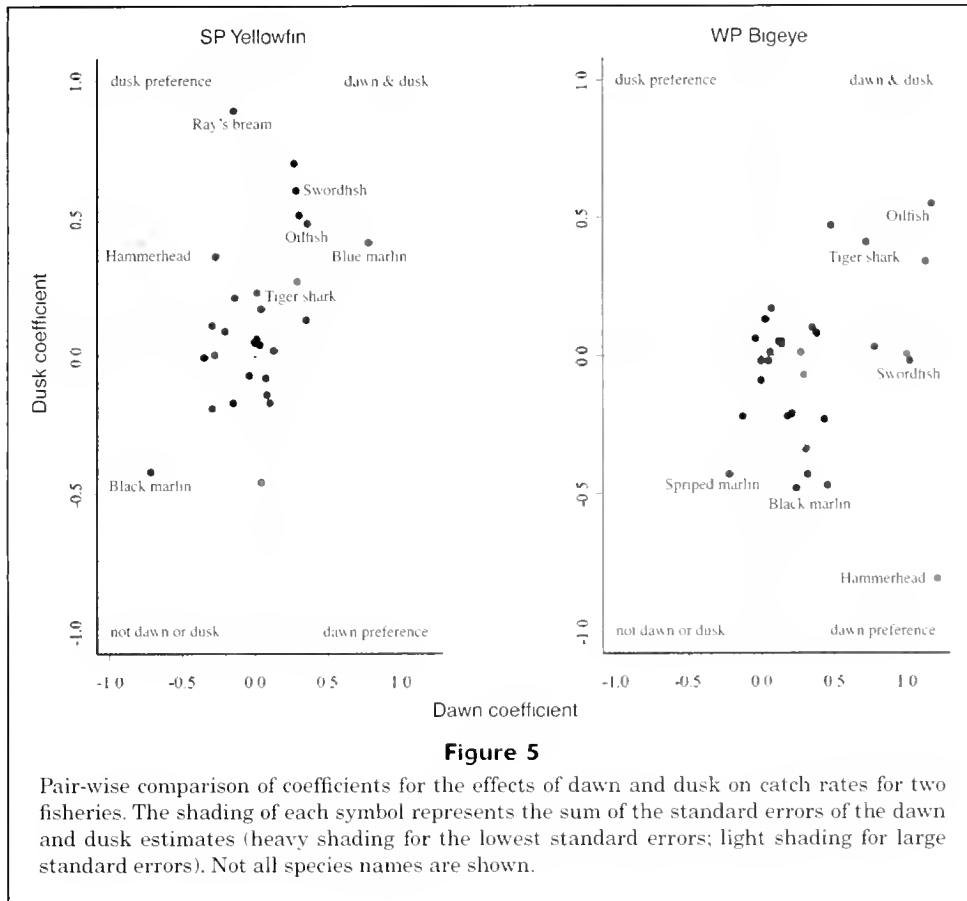 SP Yellowfin
WP Bigeye
dusk preference
dawn & dusk
Ray's bream
Swordfish
Oilfish
Hammerhead
Blue marlin
Tiger shark
Black marlin
not dawn or dusk
dawn preference
1.0
0.5
0.0
-0.5
-1.0
Dusk coefficient
-1.0 -0.5 0.0 0.5 1.0
dusk preference
dawn & dusk
Oilfish
Tiger shark
Swordfish
Spriped marlin
Black marlin
Hammerhead
not dawn or dusk
dawn preference
1.0
0.5
0.0
-0.5
-1.0
-1.0 -0.5 0.0 0.5 1.0
Dawn coefficient
Figure 5
Pair-wise comparison of coefficients for the effects of dawn and dusk on catch rates for two
fisheries. The shading of each symbol represents the sum of the standard errors of the dawn
and dusk estimates (heavy shading for the lowest standard errors; light shading for large
standard errors). Not all species names are shown.